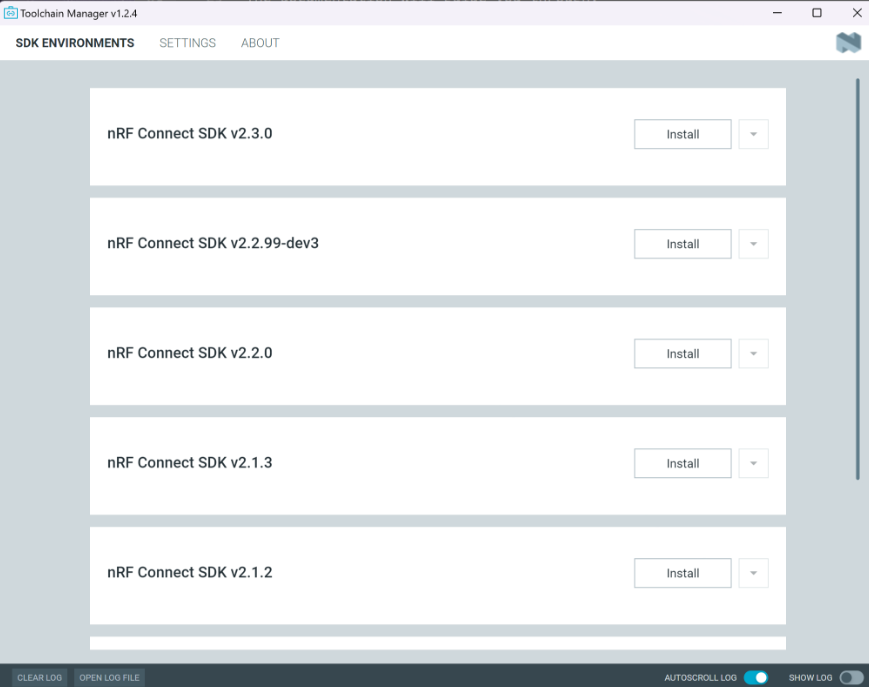 Toolchain Manager v1.2.4
SDK ENVIRONMENTS SETTINGS ABOUT
nRF Connect SDK v2.3.0 Install
nRF Connect SDK v2.2.99-dev3 Install
nRF Connect SDK v2.2.0 Install
nRF Connect SDK v2.1.3 Install
nRF Connect SDK v2.1.2 Install
CLEAR LOG OPEN LOG FILE AUTOSCROLL LOG SHOW LOG